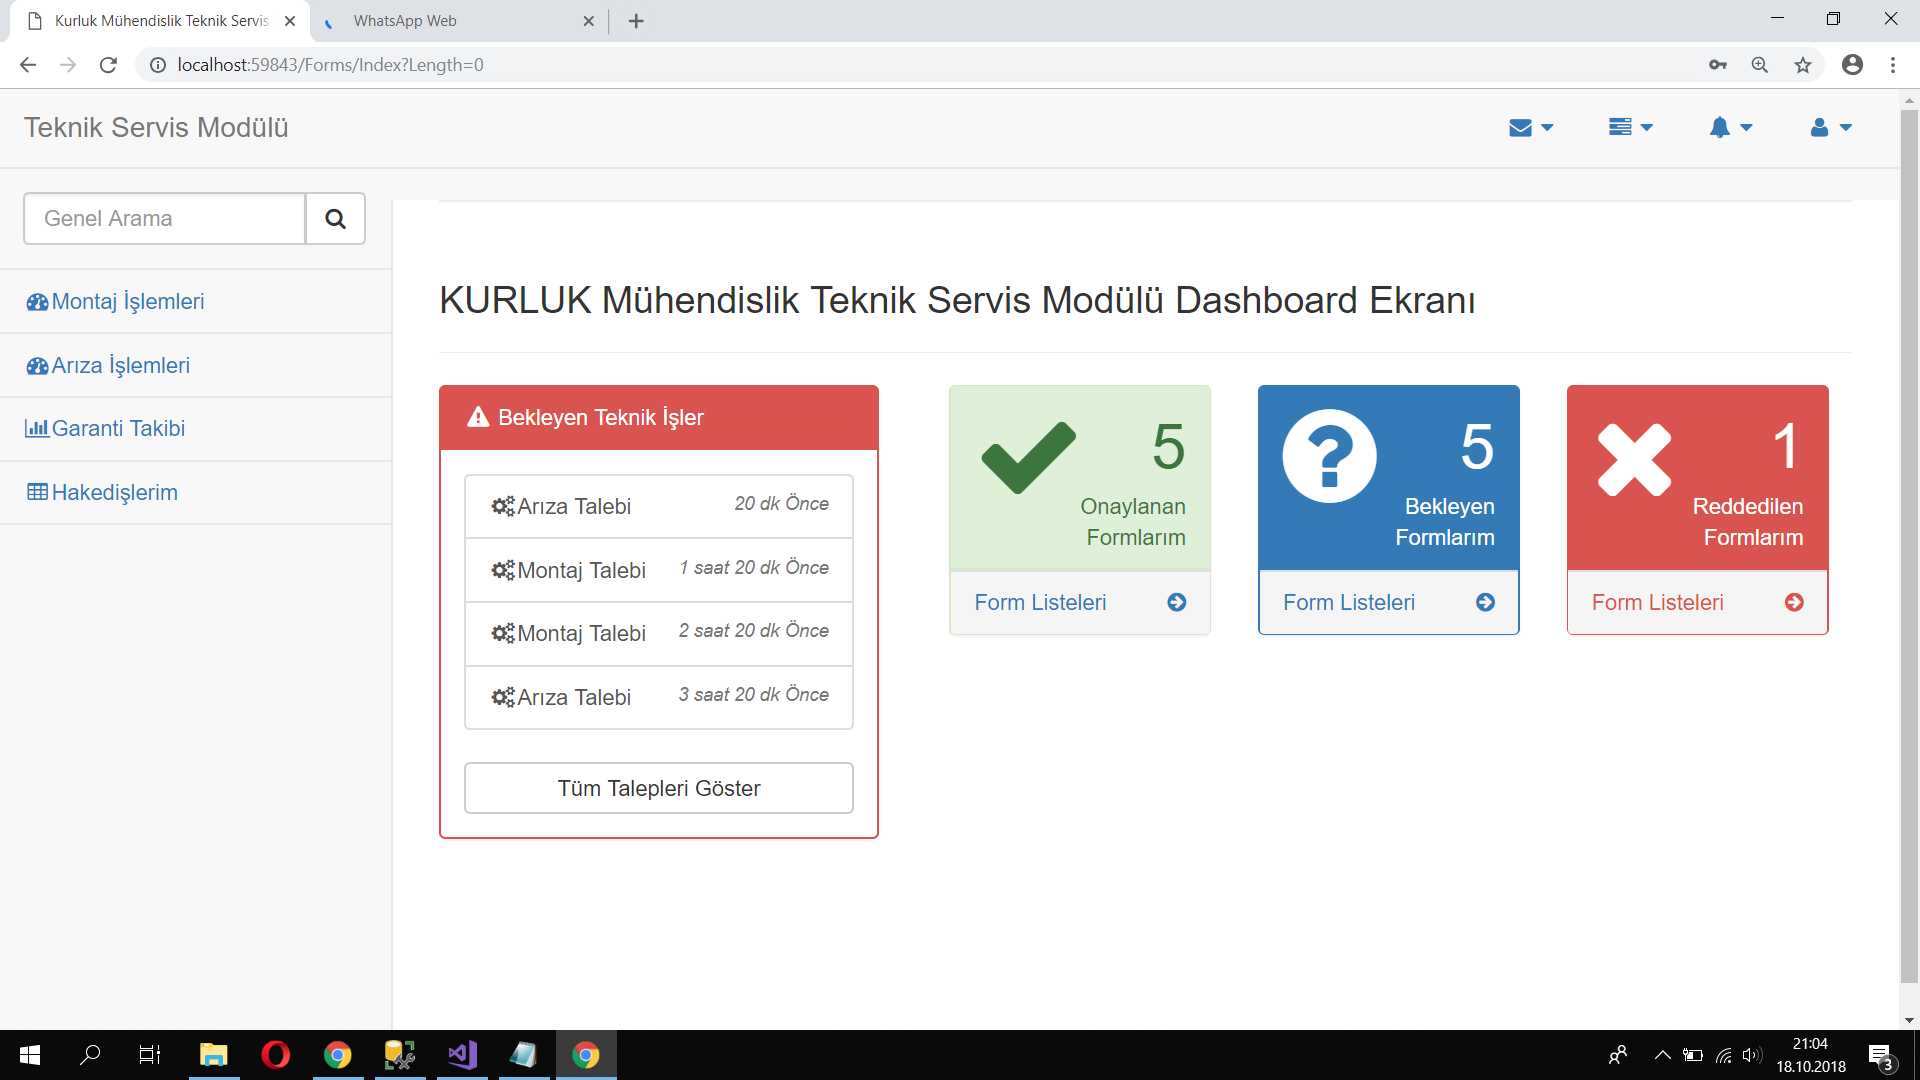 Kurluk Mühendislik Teknik Servis
WhatsApp Web
localhost:59843/Forms/Index?Length=0
Teknik Servis Modülü
Genel Arama
Montaj İşlemleri
Arıza İşlemleri
Garanti Takibi
Hakedişlerim
KURLUK Mühendislik Teknik Servis Modülü Dashboard Ekranı
Bekleyen Teknik İşler
Arıza Talebi 20 dk Önce
Montaj Talebi 1 saat 20 dk Önce
Montaj Talebi 2 saat 20 dk Önce
Arıza Talebi 3 saat 20 dk Önce
Tüm Talepleri Göster
5
Onaylanan
Formlarım
Form Listeleri
5
Bekleyen
Formlarım
Form Listeleri
1
Reddedilen
Formlarım
Form Listeleri
21:04
18.10.2018
3